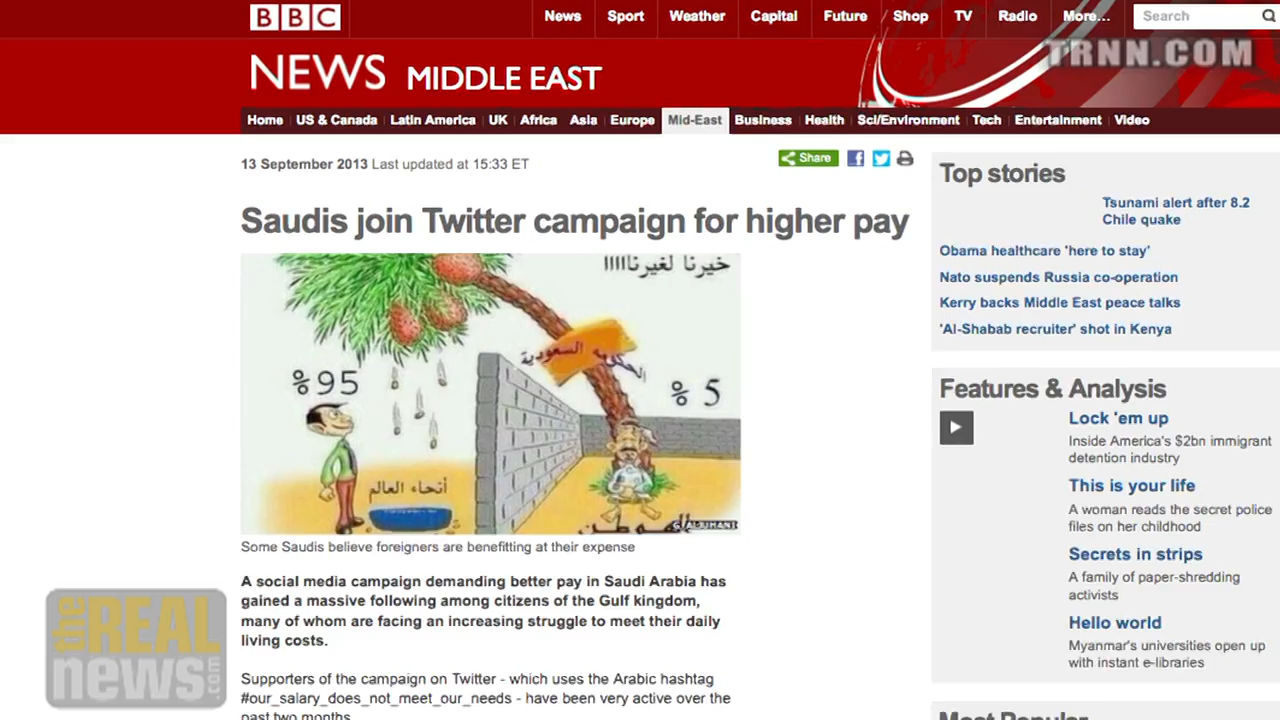 BBC
News Sport Weather Capital Future Shop TV Radio More... Search
TRNN.COM
NEWS MIDDLE EAST
Home US & Canada Latin America UK Africa Asia Europe Mid-East Business Health Sci/Environment Tech Entertainment Video
13 September 2013 Last updated at 15:33 ET
Share
Saudis join Twitter campaign for higher pay
خيرنا لغيرنااااا
الحكومه السعودية
%95
% 5
أنحاء العالم
المواطن
G. ALJUHANI
Some Saudis believe foreigners are benefitting at their expense
A social media campaign demanding better pay in Saudi Arabia has
gained a massive following among citizens of the Gulf kingdom,
many of whom are facing an increasing struggle to meet their daily
living costs.
Supporters of the campaign on Twitter - which uses the Arabic hashtag
#our_salary_does_not_meet_our_needs - have been very active over the
past two months
Top stories
Tsunami alert after 8.2
Chile quake
Obama healthcare 'here to stay'
Nato suspends Russia co-operation
Kerry backs Middle East peace talks
'Al-Shabab recruiter' shot in Kenya
Features & Analysis
Lock 'em up
Inside America's $2bn immigrant
detention industry
This is your life
A woman reads the secret police
files on her childhood
Secrets in strips
A family of paper-shredding
activists
Hello world
Myanmar's universities open up
with instant e-libraries
Most Popular
the REAL
news.com